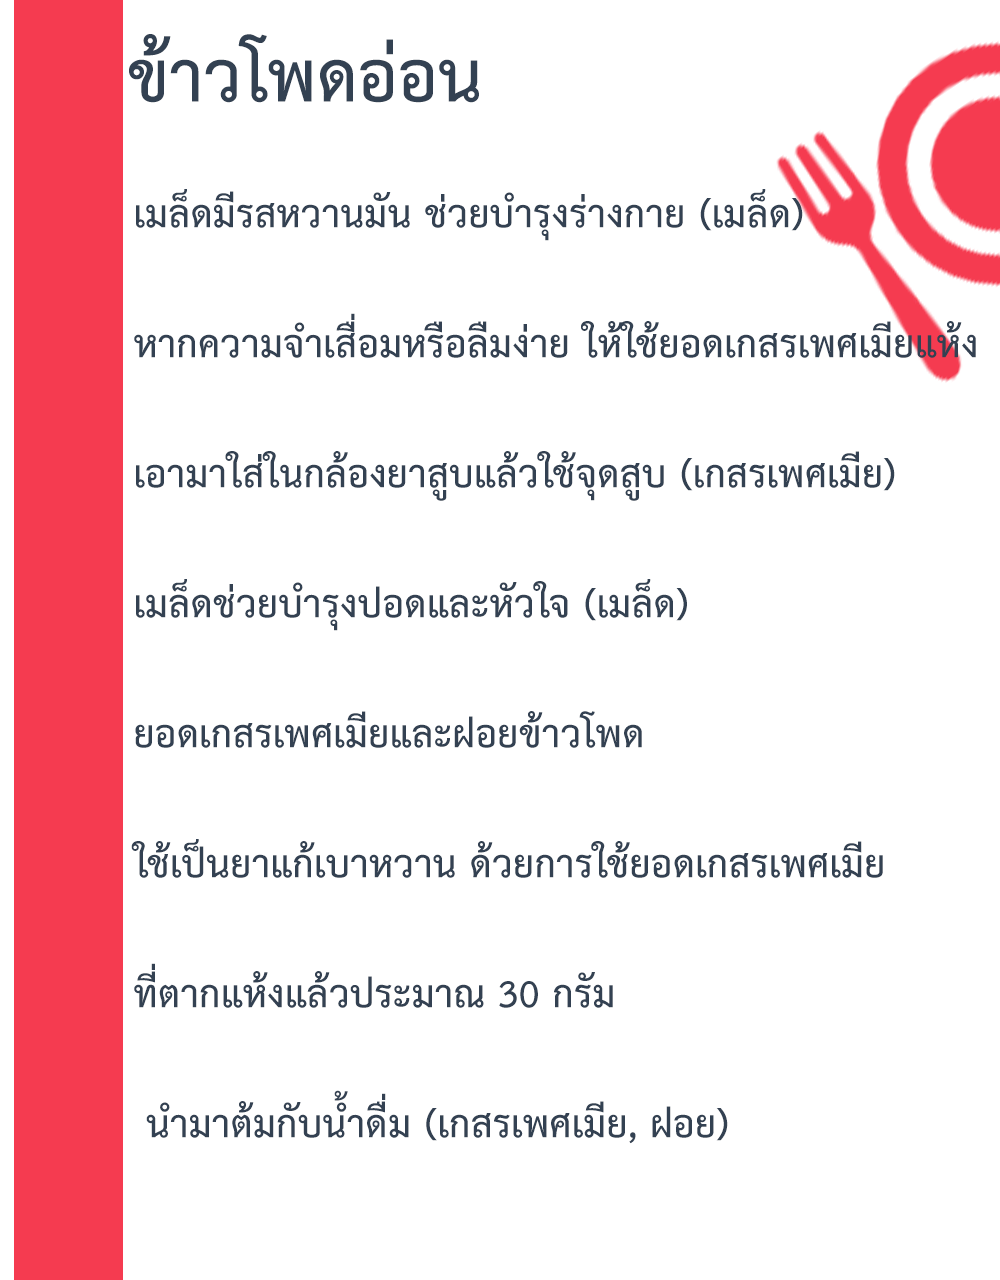 ข้าวโพดอ่อน
เมล็ดมีรสหวานมัน ช่วยบำรุงร่างกาย (เมล็ด)
หากความจำเสื่อมหรือลืมง่าย ให้ใช้ยอดเกสรเพศเมียแห้ง
เอามาใส่ในกล้องยาสูบแล้วใช้จุดสูบ (เกสรเพศเมีย)
เมล็ดช่วยบำรุงปอดและหัวใจ (เมล็ด)
ยอดเกสรเพศเมียและฝอยข้าวโพด
ใช้เป็นยาแก้เบาหวาน ด้วยการใช้ยอดเกสรเพศเมีย
ที่ตากแห้งแล้วประมาณ 30 กรัม
นำมาต้มกับน้ำดื่ม (เกสรเพศเมีย, ฝอย)